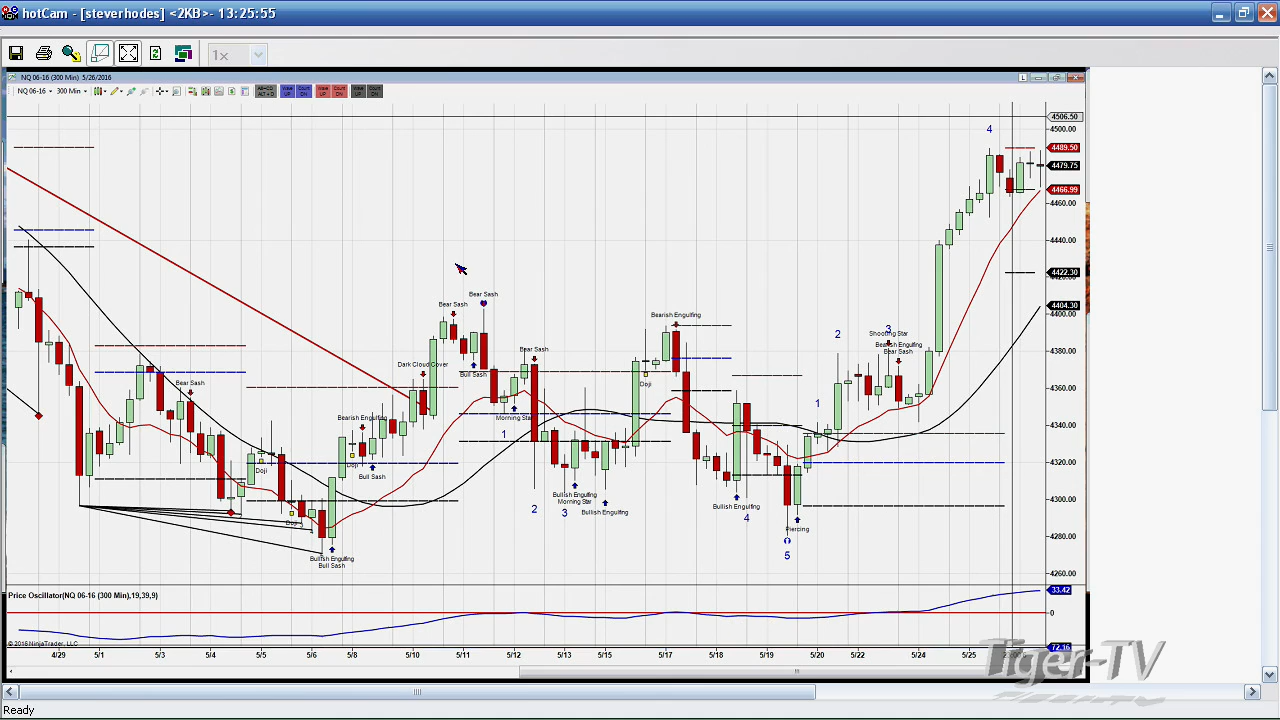 hotCam - [steverhodes] <2KB>- 13:25:55
1x
NQ 06-16 (300 Min) 5/26/2016
L
NQ 06-16 300 Min
4506.50
4500.00
4
4489.50
4479.75
4466.99
4460.00
4440.00
4422.30
4420.00
4404.30
4400.00
4380.00
4360.00
4340.00
4320.00
4300.00
4280.00
4260.00
Bear Sash
Bear Sash
Bear Sash
Bearish Engulfing
2
3
Shooting Star
Bearish Engulfing
Bear Sash
Dark Cloud Cover
Bull Sash
Doji
Bear Sash
Bearish Engulfing
Morning Star
1
1
Doji
Doji
Bull Sash
Bullish Engulfing
Morning Star
2
3
Bullish Engulfing
Bullish Engulfing
4
Doji
Piercing
5
Bullish Engulfing
Bull Sash
Price Oscillator(NQ 06-16 (300 Min),19,39,9)
33.42
0
© 2015 NinjaTrader, LLC
72.16
4/29 5/1 5/3 5/4 5/5 5/6 5/8 5/10 5/11 5/12 5/13 5/15 5/17 5/18 5/19 5/20 5/22 5/24 5/25
Tiger-TV
Ready